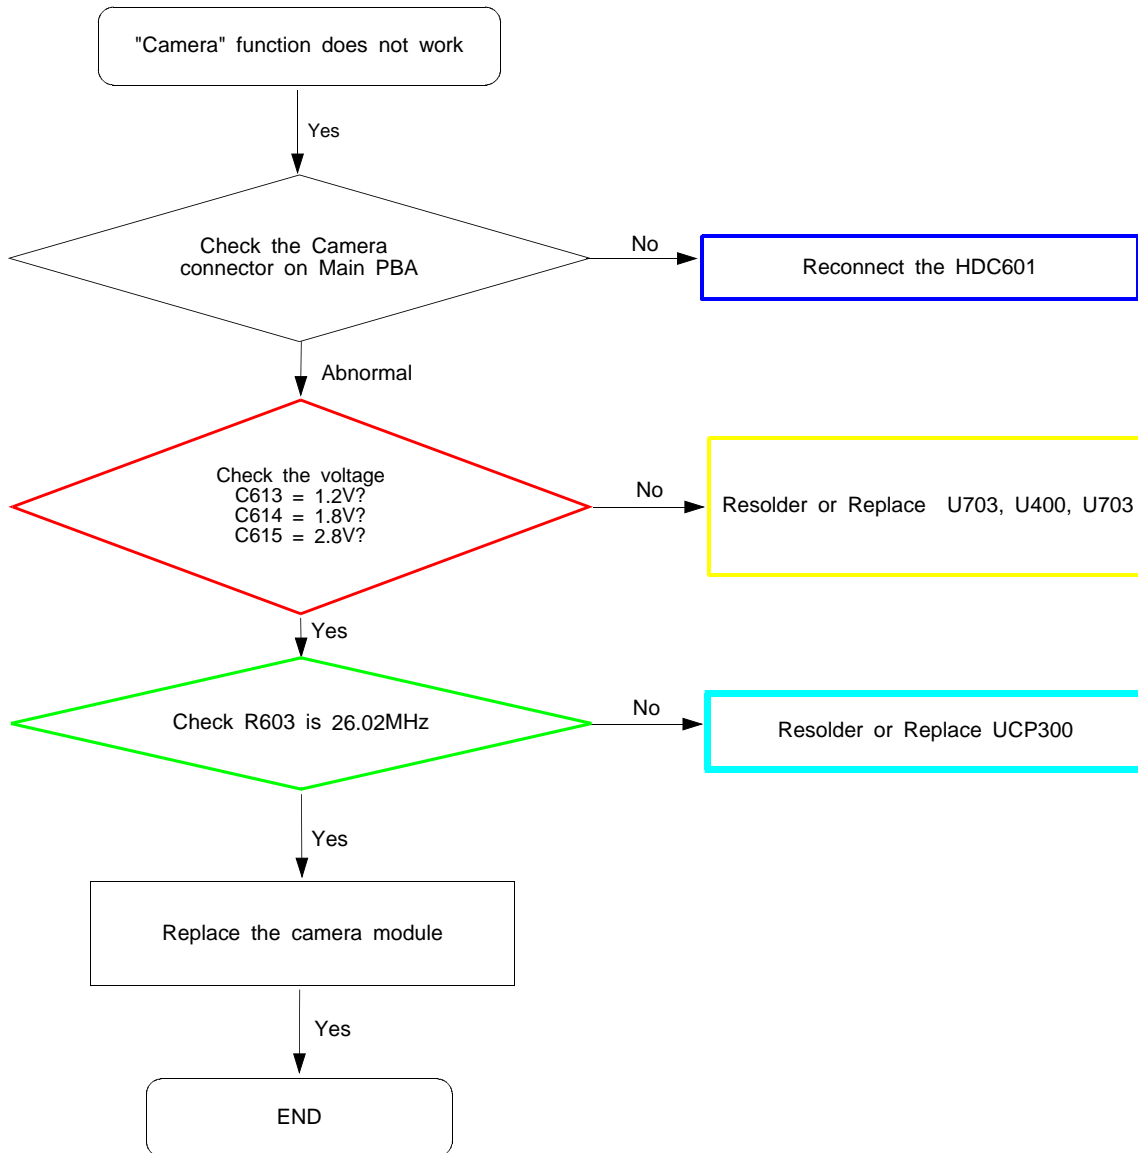 "Camera" function does not work
Yes
Check the Camera
connector on Main PBA
No
Reconnect the HDC601
Abnormal
Check the voltage
C613 = 1.2V?
C614 = 1.8V?
C615 = 2.8V?
No
Resolder or Replace U703, U400, U703
Yes
Check R603 is 26.02MHz
No
Resolder or Replace UCP300
Yes
Replace the camera module
Yes
END